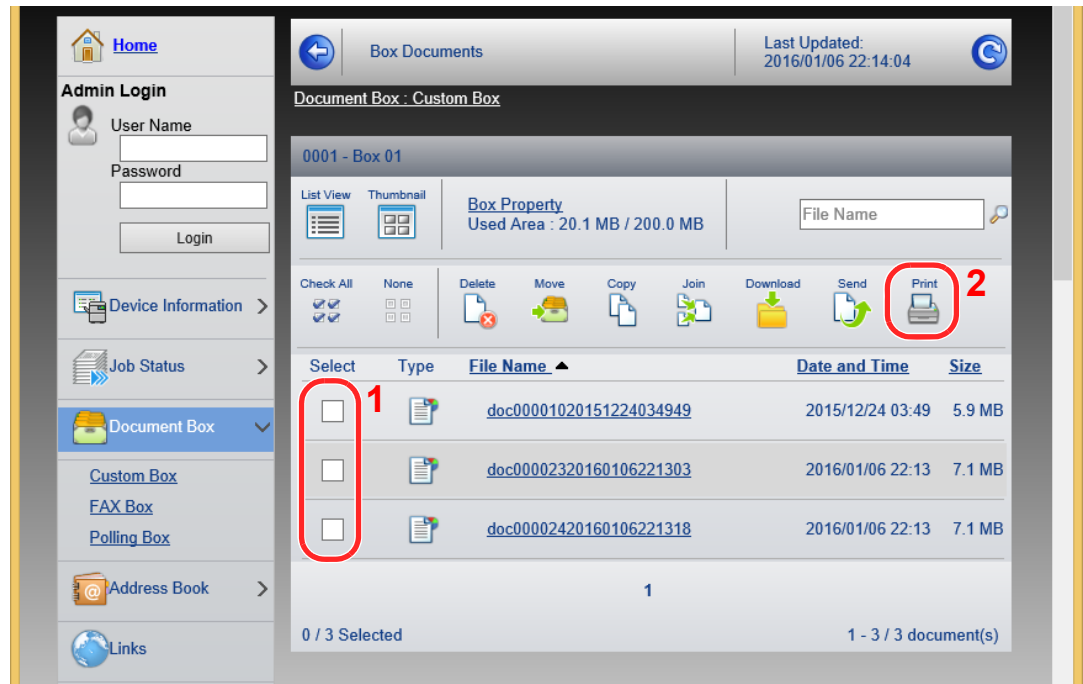 Home
Admin Login
User Name
Password
Login
Device Information
Job Status
Document Box
Custom Box
FAX Box
Polling Box
Address Book
Links
Box Documents
Last Updated:
2016/01/06 22:14:04
Document Box : Custom Box
0001 - Box 01
List View Thumbnail
Box Property
Used Area : 20.1 MB / 200.0 MB
File Name
Check All None Delete Move Copy Join Download Send Print
2
Select Type File Name Date and Time Size
1
doc00001020151224034949 2015/12/24 03:49 5.9 MB
doc00002320160106221303 2016/01/06 22:13 7.1 MB
doc00002420160106221318 2016/01/06 22:13 7.1 MB
1
0 / 3 Selected 1 - 3 / 3 document(s)